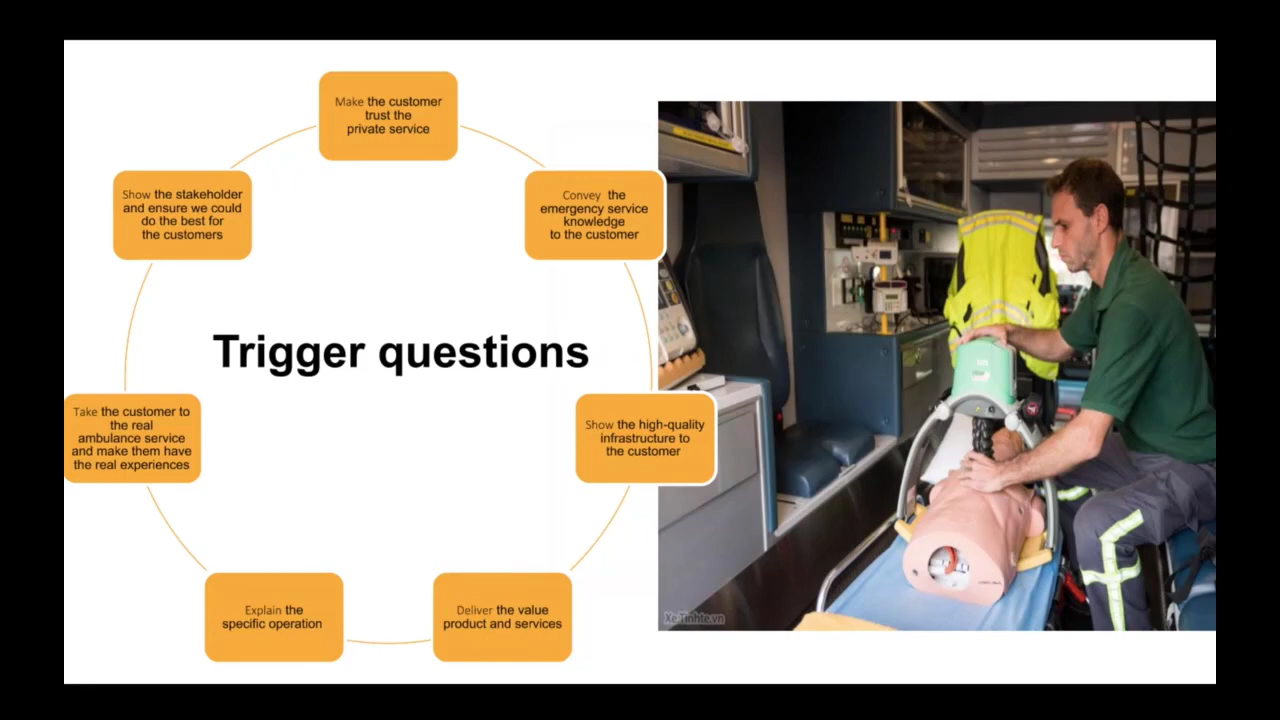 Make the customer
trust the
private service
Convey the
emergency service
knowledge
to the customer
Show the high-quality
infrastructure to
the customer
Deliver the value
product and services
Explain the
specific operation
Take the customer to
the real
ambulance service
and make them have
the real experiences
Show the stakeholder
and ensure we could
do the best for
the customers
Trigger questions
Xe.Tinhte.vn